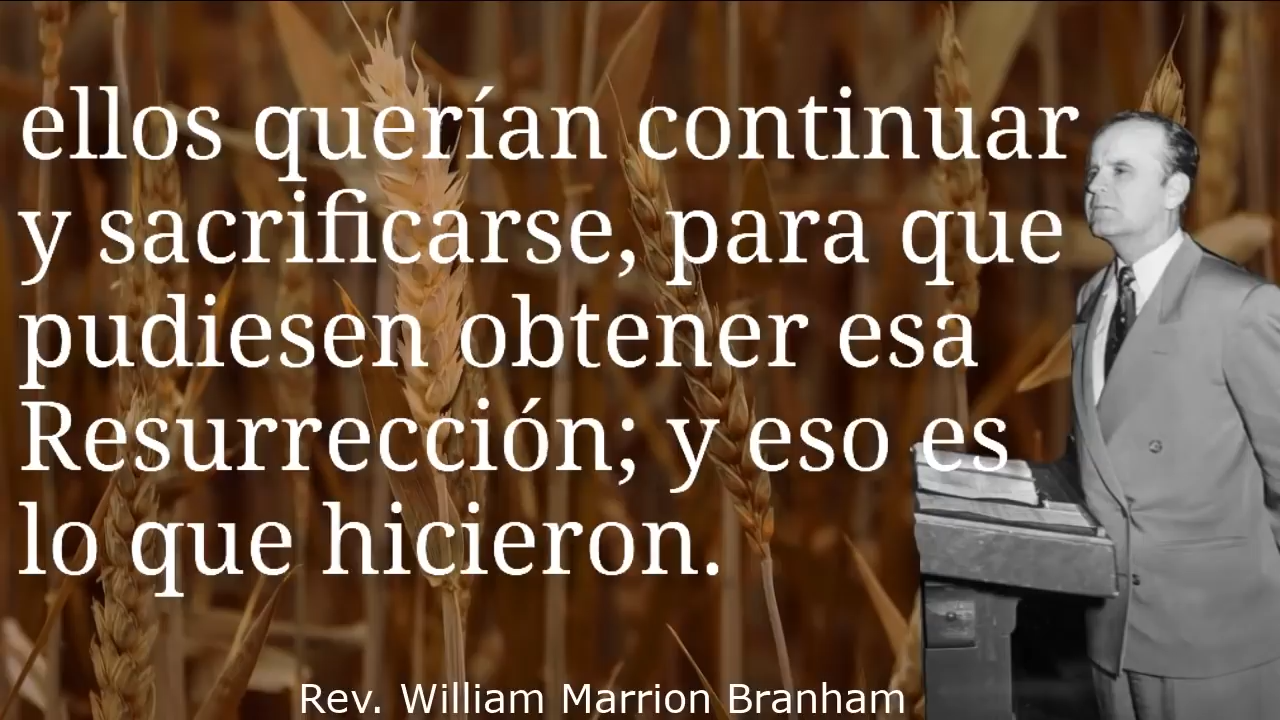 ellos querían continuar
y sacrificarse, para que
pudiesen obtener esa
Resurrección; y eso es
lo que hicieron.
Rev. William Marrion Branham